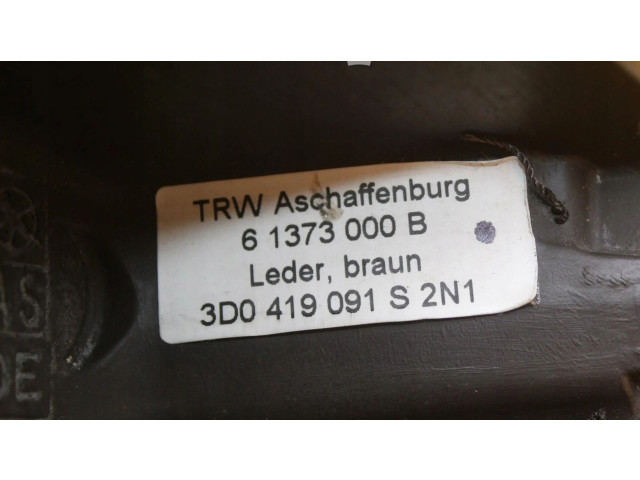 TRW Aschaffenburg
6 1373 000 B
Leder, braun
3D0 419 091 S 2N1